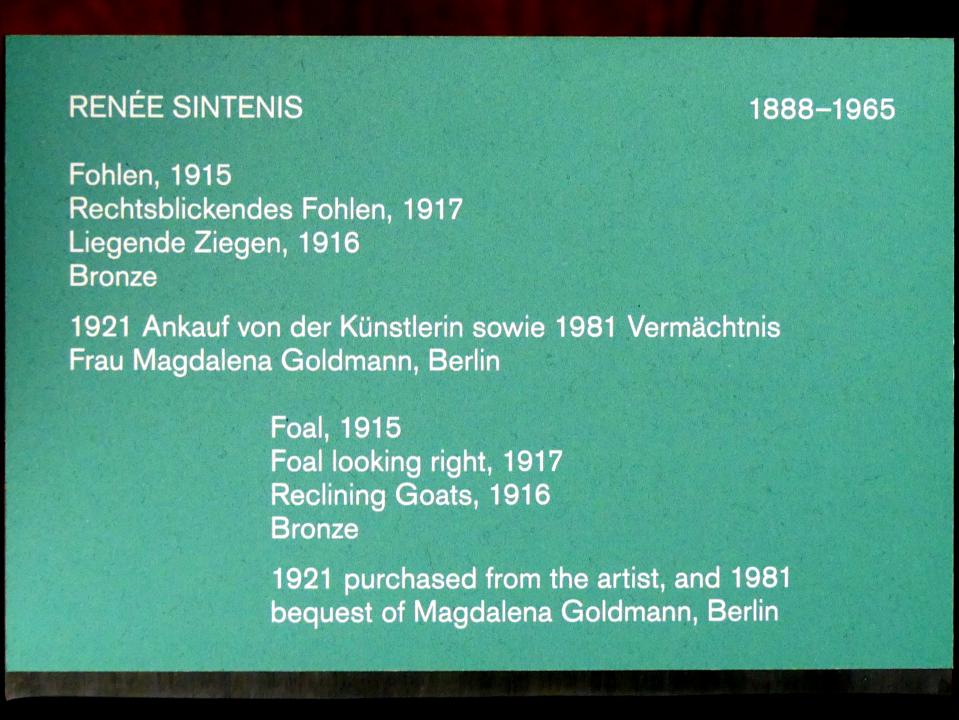 RENÉE SINTENIS 1888–1965
Fohlen, 1915
Rechtsblickendes Fohlen, 1917
Liegende Ziegen, 1916
Bronze
1921 Ankauf von der Künstlerin sowie 1981 Vermächtnis
Frau Magdalena Goldmann, Berlin
Foal, 1915
Foal looking right, 1917
Reclining Goats, 1916
Bronze
1921 purchased from the artist, and 1981
bequest of Magdalena Goldmann, Berlin